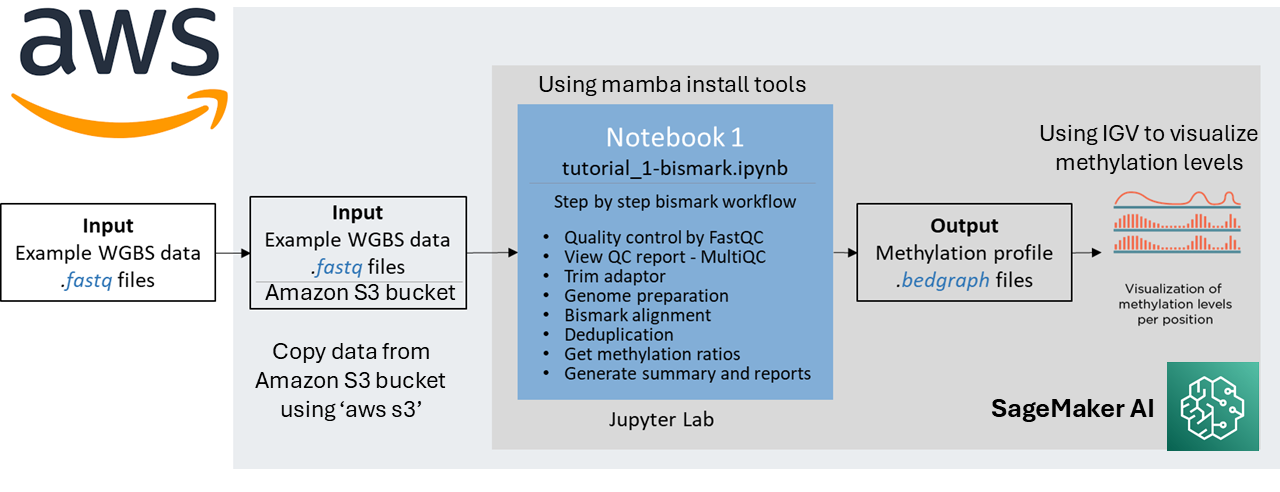 aws
Input
Example WGBS data
.fastq files
Input
Example WGBS data
.fastq files
Amazon S3 bucket
Copy data from
Amazon S3 bucket
using ‘aws s3’
Using mamba install tools
Notebook 1
tutorial_1-bismark.ipynb
Step by step bismark workflow
• Quality control by FastQC
• View QC report - MultiQC
• Trim adaptor
• Genome preparation
• Bismark alignment
• Deduplication
• Get methylation ratios
• Generate summary and reports
Jupyter Lab
Output
Methylation profile
.bedgraph files
Using IGV to visualize
methylation levels
Visualization of
methylation levels
per position
SageMaker AI